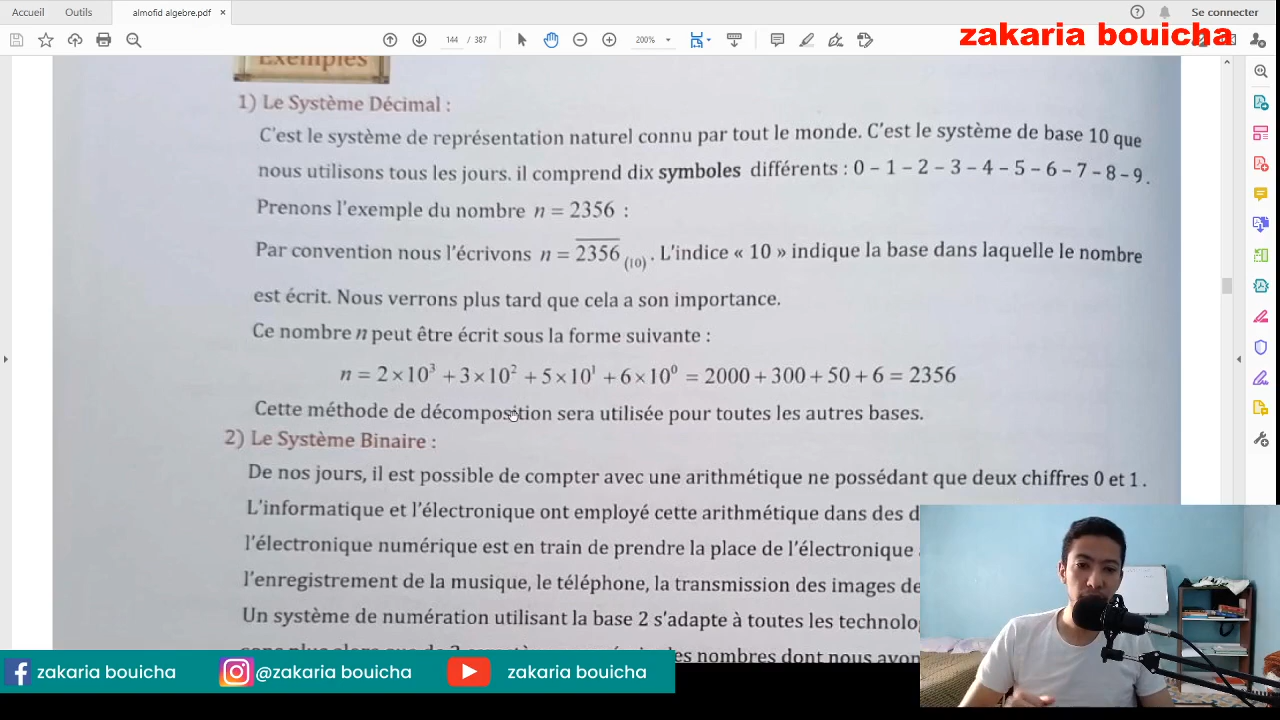 Accueil Outils almofid algebre.pdf × Se connecter
144 / 387 200% zakaria bouicha
Exemples
1) Le Système Décimal :
C'est le système de représentation naturel connu par tout le monde. C'est le système de base 10 que
nous utilisons tous les jours. il comprend dix symboles différents : 0 – 1 – 2 – 3 – 4 – 5 – 6 – 7 – 8 – 9 .
Prenons l'exemple du nombre n = 2356 :
Par convention nous l'écrivons n = 2356 (10) . L'indice « 10 » indique la base dans laquelle le nombre
est écrit. Nous verrons plus tard que cela a son importance.
Ce nombre n peut être écrit sous la forme suivante :
n = 2×10³ + 3×10² + 5×10¹ + 6×10⁰ = 2000 + 300 + 50 + 6 = 2356
Cette méthode de décomposition sera utilisée pour toutes les autres bases.
2) Le Système Binaire :
De nos jours, il est possible de compter avec une arithmétique ne possédant que deux chiffres 0 et 1 .
L'informatique et l'électronique ont employé cette arithmétique dans des d
l'électronique numérique est en train de prendre la place de l'électronique
l'enregistrement de la musique, le téléphone, la transmission des images de
Un système de numération utilisant la base 2 s'adapte à toutes les technolo
les nombres dont nous avon
zakaria bouicha @zakaria bouicha zakaria bouicha